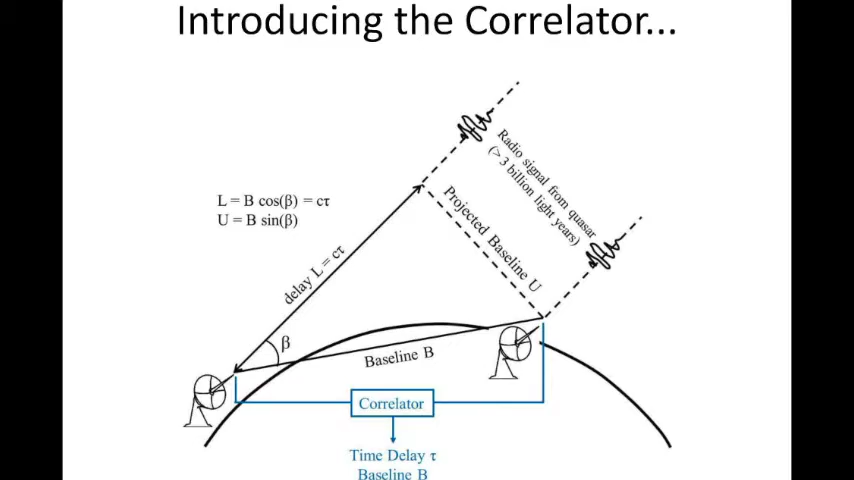 Introducing the Correlator...
Radio signal from quasar
(> 3 billion light years)
L = B cos(β) = cτ
U = B sin(β)
Projected Baseline U
delay L = cτ
β
Baseline B
Correlator
Time Delay τ
Baseline B